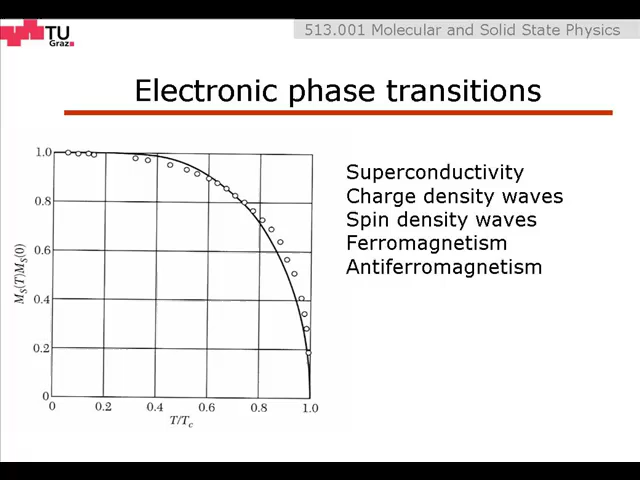 TU
Graz
513.001 Molecular and Solid State Physics
Electronic phase transitions
1.0
0.8
0.6
0.4
0.2
0
M_S(T)M_S(0)
0
0.2
0.4
0.6
0.8
1.0
T/T_c
Superconductivity
Charge density waves
Spin density waves
Ferromagnetism
Antiferromagnetism